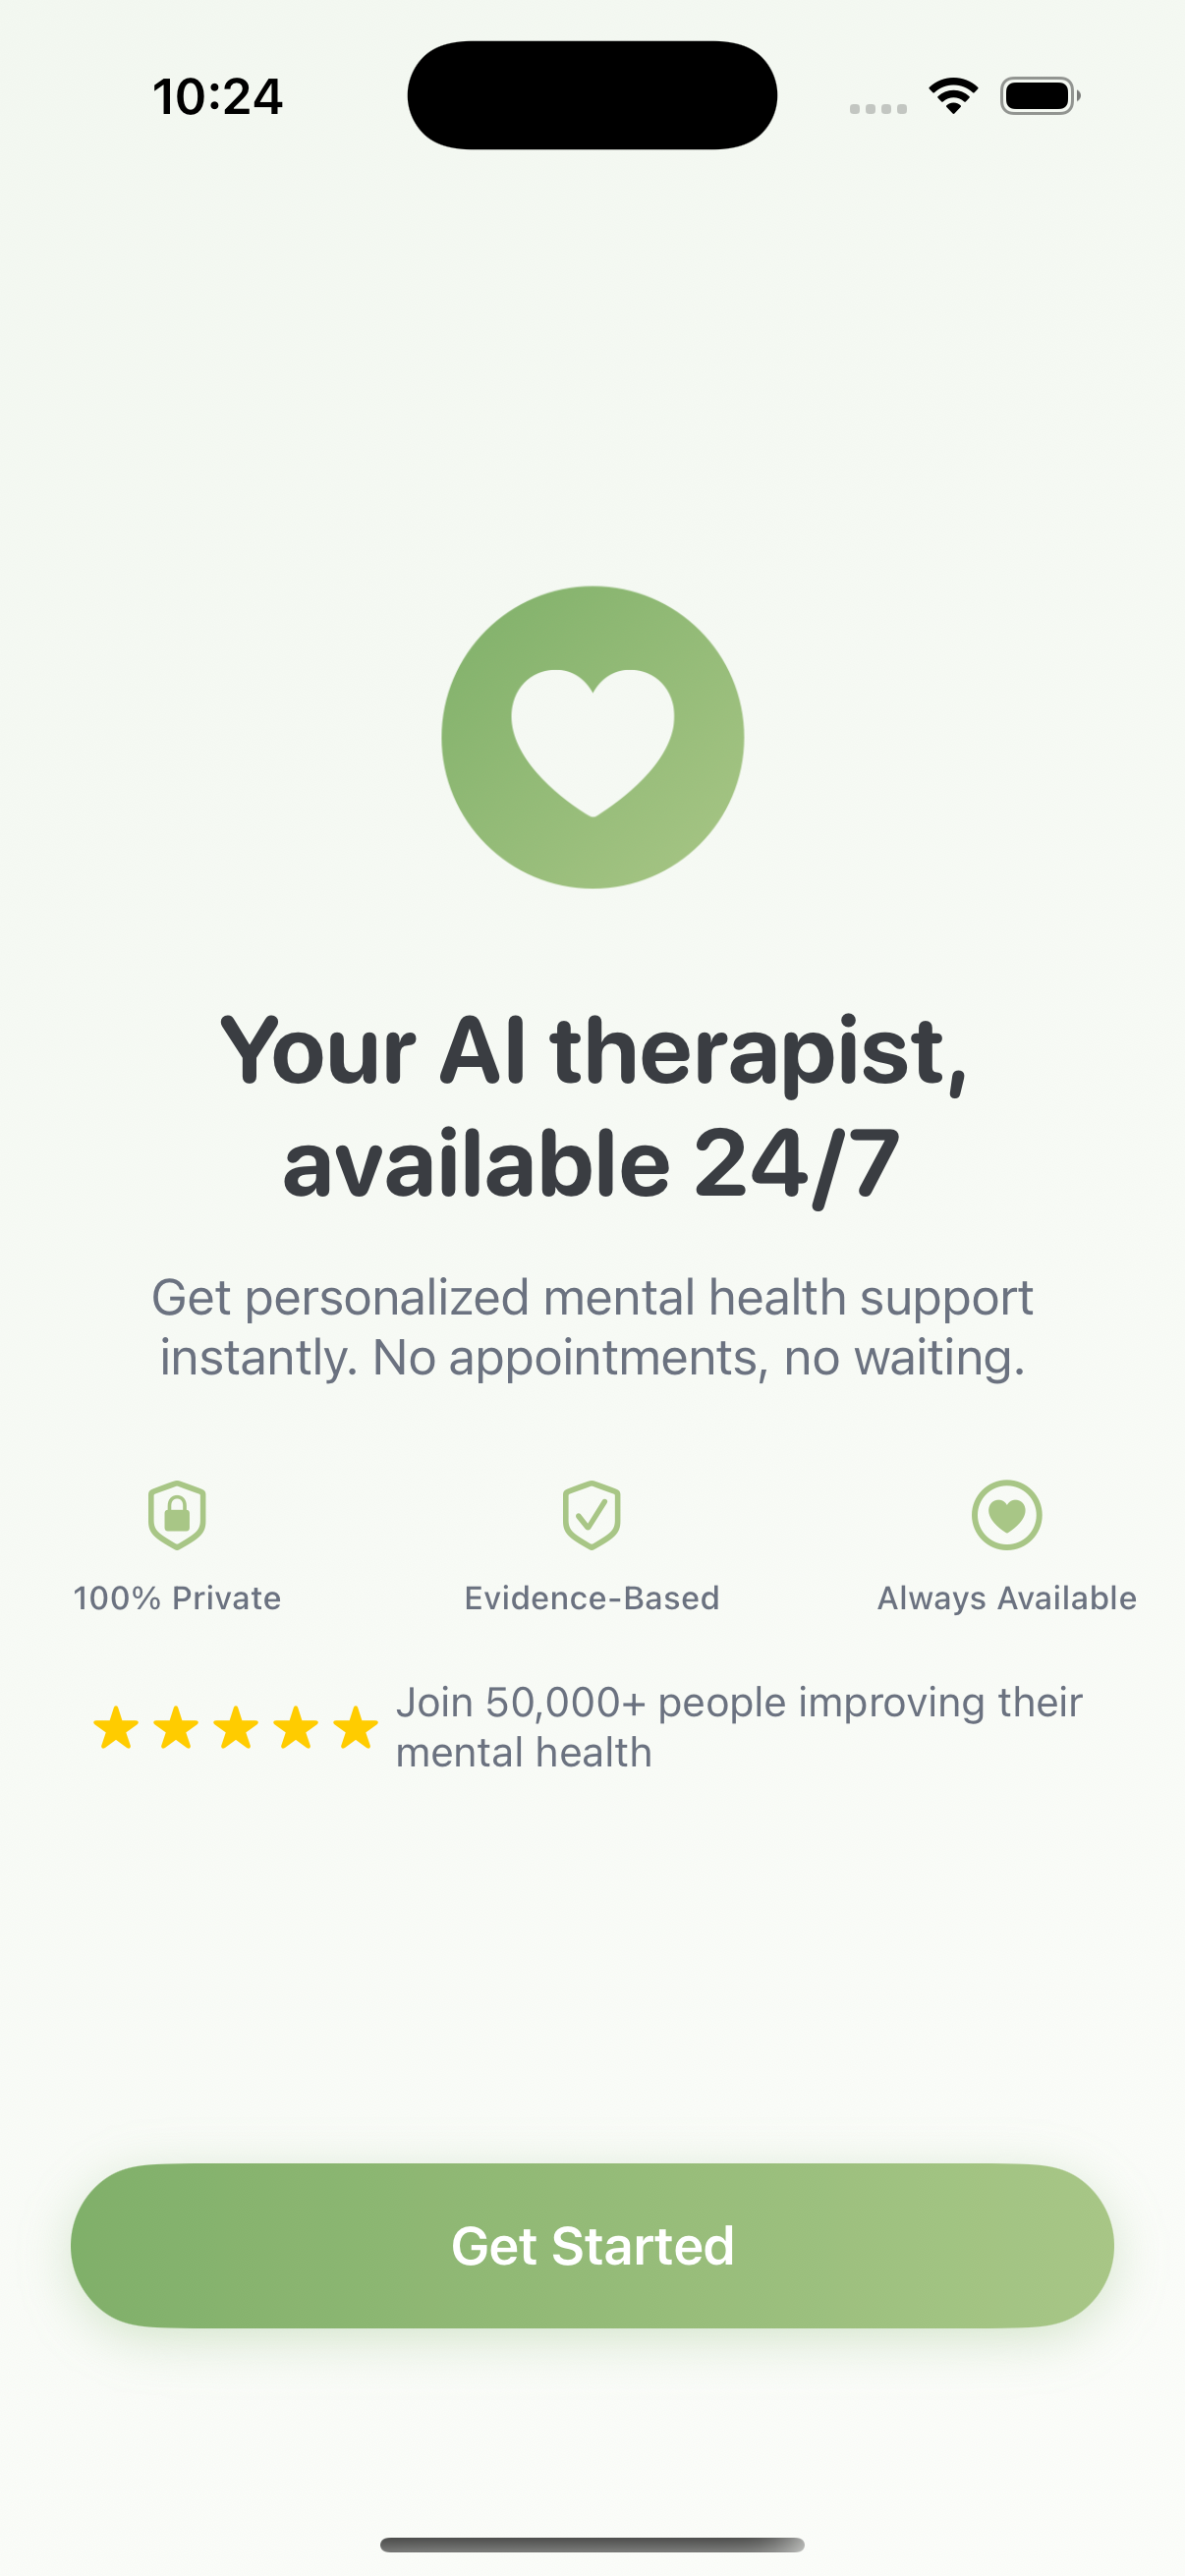 10:24
Your AI therapist,
available 24/7
Get personalized mental health support
instantly. No appointments, no waiting.
100% Private
Evidence-Based
Always Available
Join 50,000+ people improving their
mental health
Get Started